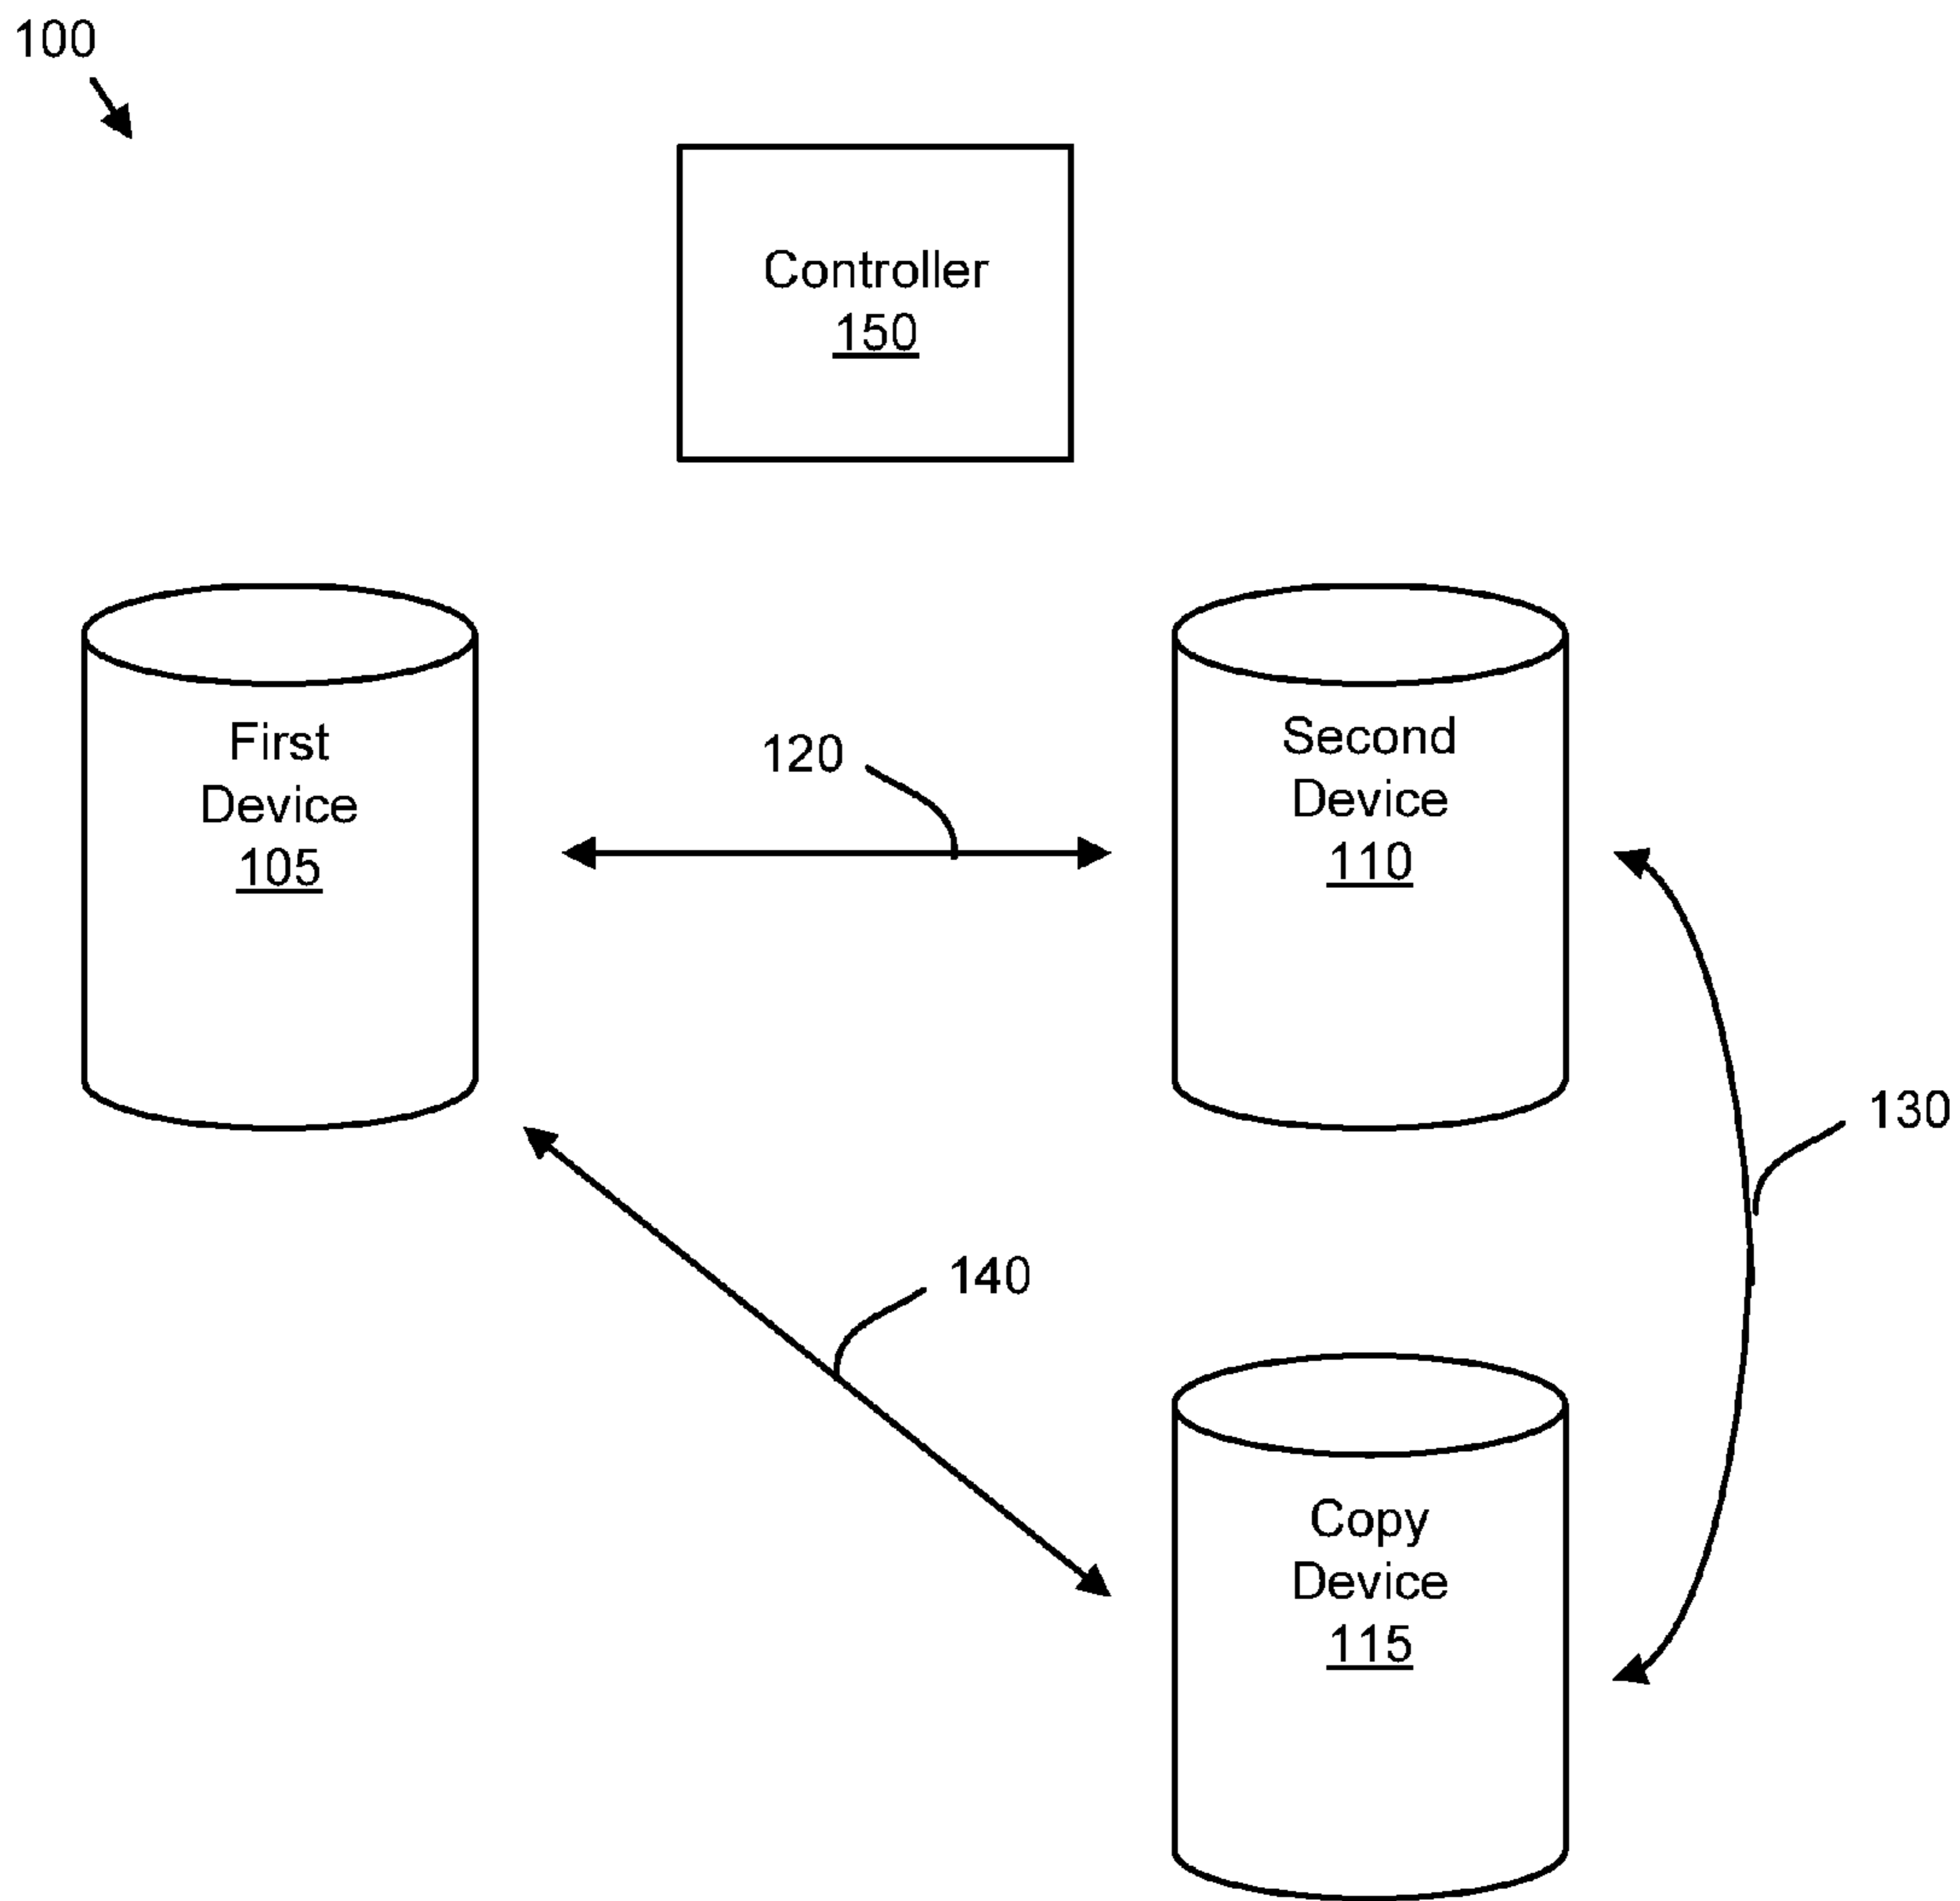 100
Controller
150
First
Device
105
120
Second
Device
110
130
140
Copy
Device
115